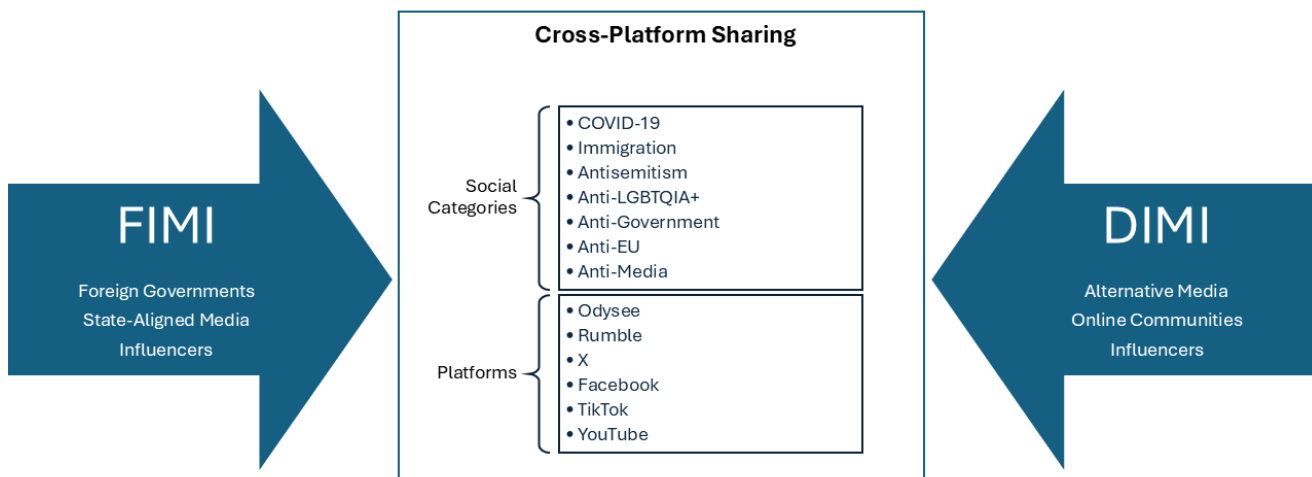 Cross-Platform Sharing
FIMI
Foreign Governments
State-Aligned Media
Influencers
Social
Categories
• COVID-19
• Immigration
• Antisemitism
• Anti-LGBTQIA+
• Anti-Government
• Anti-EU
• Anti-Media
Platforms
• Odysee
• Rumble
• X
• Facebook
• TikTok
• YouTube
DIMI
Alternative Media
Online Communities
Influencers